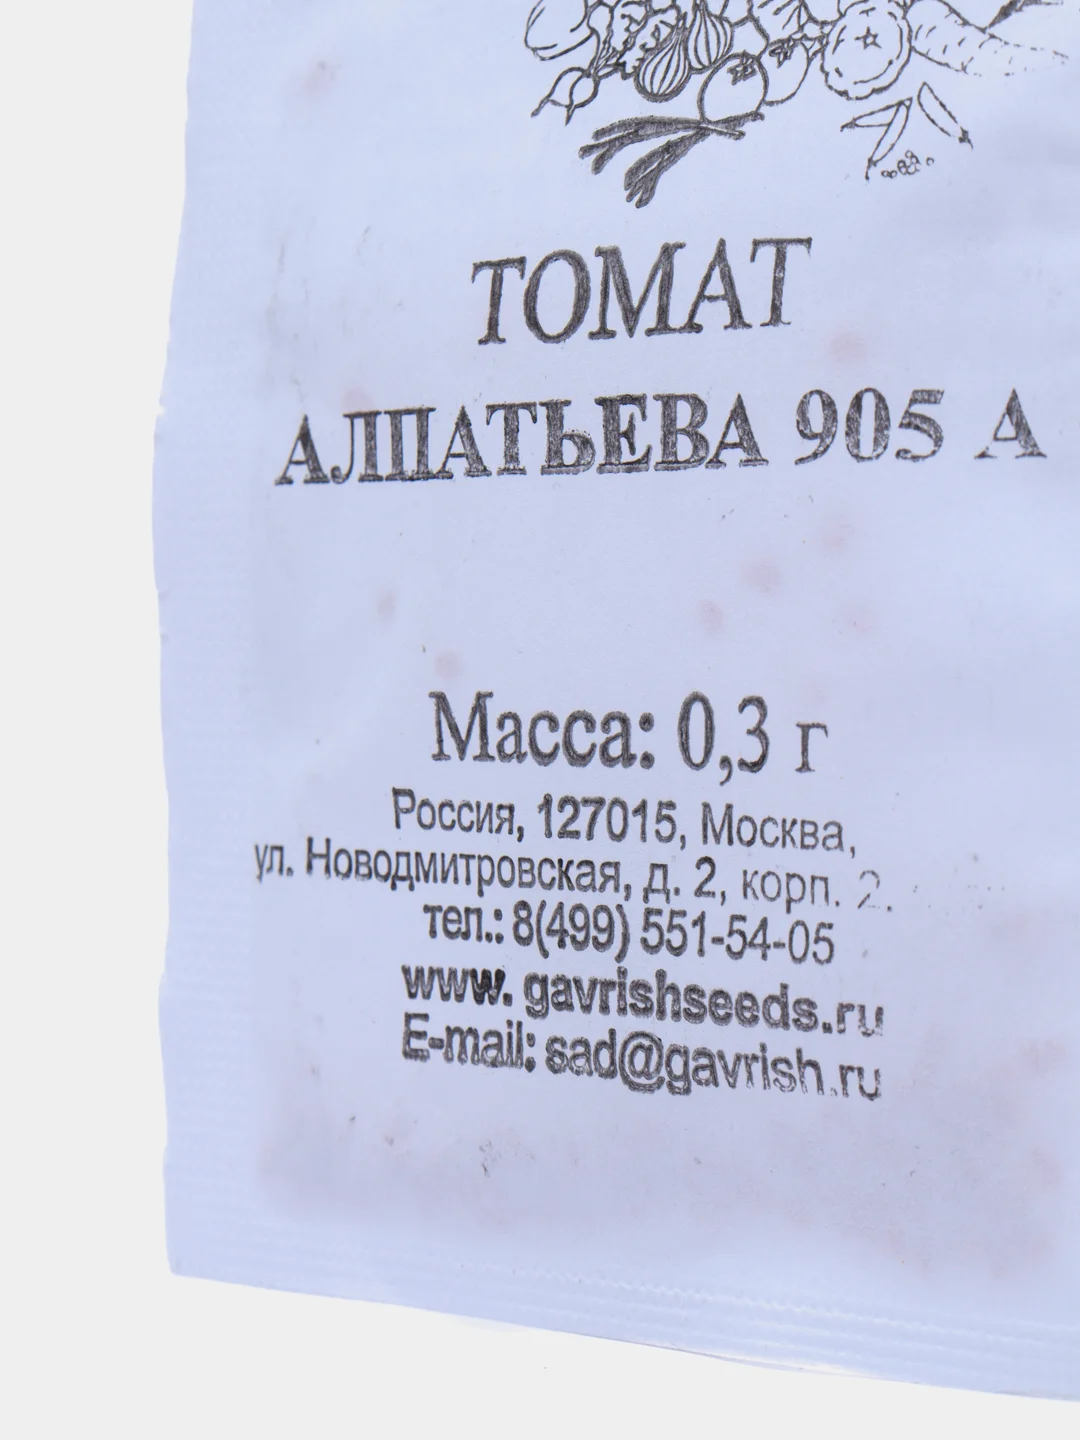 ТОМАТ
АЛПАТЬЕВА 905 А
Масса: 0,3 г
Россия, 127015, Москва,
ул. Новодмитровская, д. 2, корп. 2.
тел.: 8(499) 551-54-05
www. gavrishseeds.ru
E-mail: sad@gavrish.ru